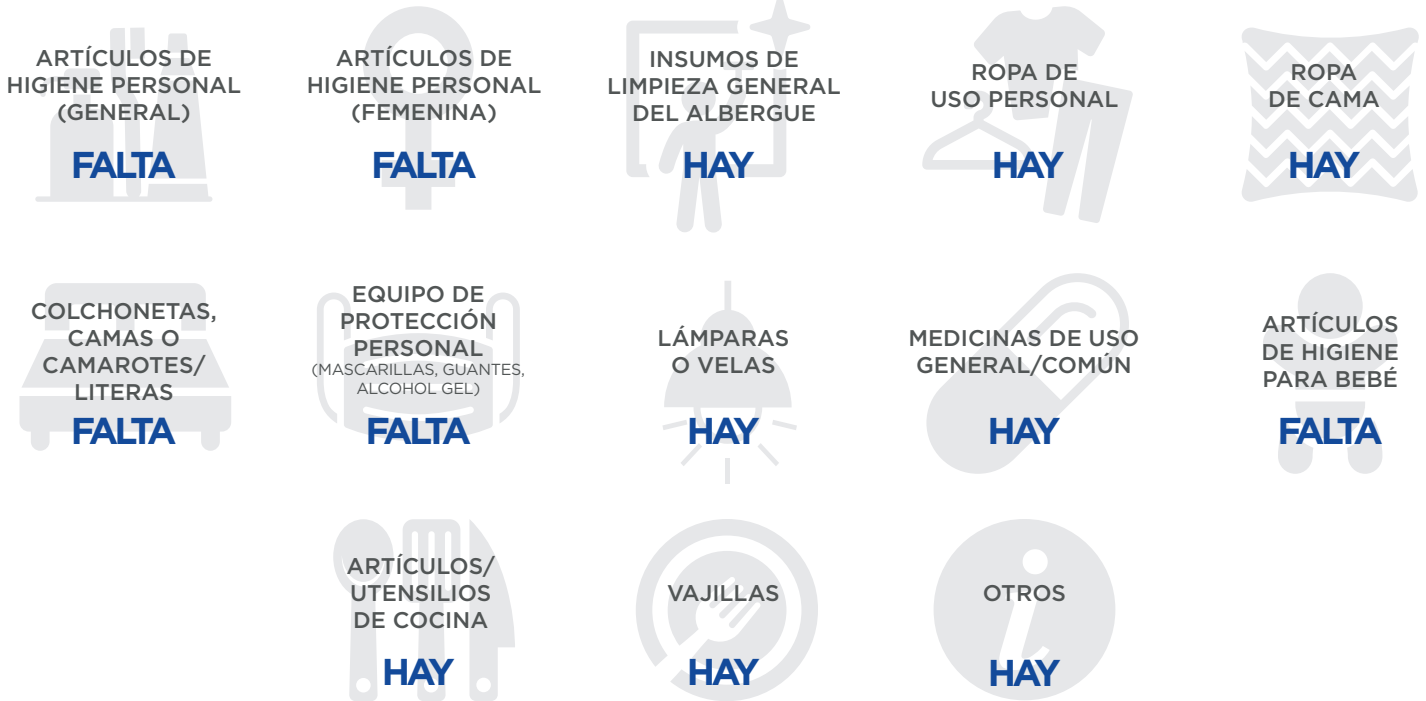 ARTÍCULOS DE
HIGIENE PERSONAL
(GENERAL)
FALTA
ARTÍCULOS DE
HIGIENE PERSONAL
(FEMENINA)
FALTA
INSUMOS DE
LIMPIEZA GENERAL
DEL ALBERGUE
HAY
ROPA DE
USO PERSONAL
HAY
ROPA
DE CAMA
HAY
COLCHONETAS,
CAMAS O
CAMAROTES/
LITERAS
FALTA
EQUIPO DE
PROTECCIÓN
PERSONAL
(MASCARILLAS, GUANTES,
ALCOHOL GEL)
FALTA
LÁMPARAS
O VELAS
HAY
MEDICINAS DE USO
GENERAL/COMÚN
HAY
ARTÍCULOS
DE HIGIENE
PARA BEBÉ
FALTA
ARTÍCULOS/
UTENSILIOS
DE COCINA
HAY
VAJILLAS
HAY
OTROS
HAY